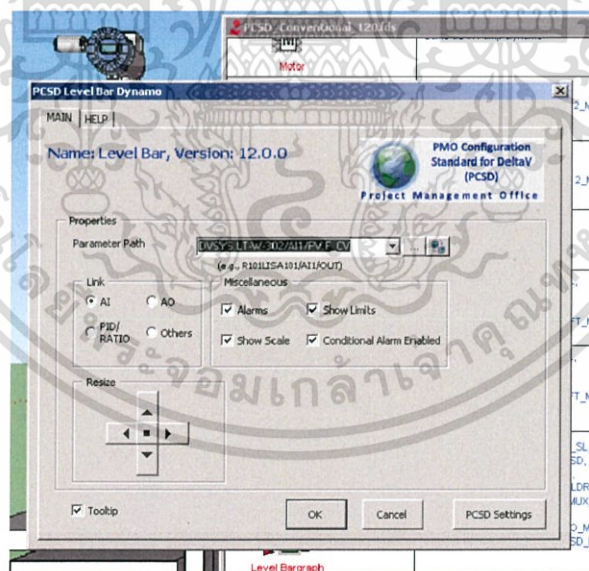 PCSD_Conventional_120.fds
Motor
PCSD Level Bar Dynamo
MAIN HELP
Name: Level Bar, Version: 12.0.0
PMO Configuration
Standard for DeltaV
(PCSD)
Project Management Office
Properties
Parameter Path
DVSYS.LT-W-302/AI1/PV.F_CV
...
(e.g., R101LISA101/AI1/OUT)
Link
Miscellaneous
AI
AO
Alarms
Show Limits
PID/
RATIO
Others
Show Scale
Conditional Alarm Enabled
Resize
Tooltip
OK
Cancel
PCSD Settings
Level Bargraph